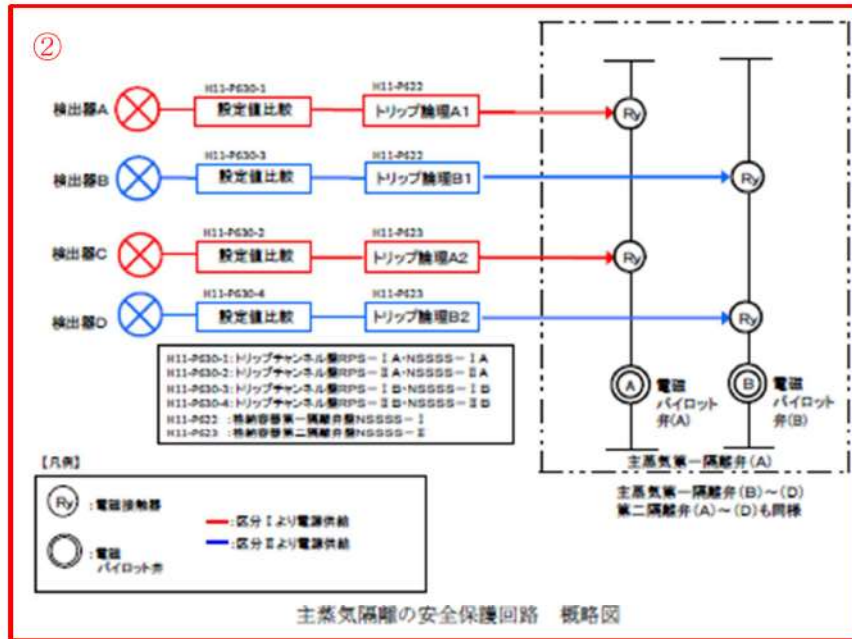 ②
検出器A
H11-P630-1
設定値比較
H11-P622
トリップ論理A1
Ry
検出器B
H11-P630-3
設定値比較
H11-P622
トリップ論理B1
Ry
検出器C
H11-P630-2
設定値比較
H11-P623
トリップ論理A2
Ry
検出器D
H11-P630-4
設定値比較
H11-P623
トリップ論理B2
Ry
H11-P630-1:トリップチャンネル盤RPS-ⅠA・NSSSS-ⅠA
H11-P630-2:トリップチャンネル盤RPS-ⅡA・NSSSS-ⅡA
H11-P630-3:トリップチャンネル盤RPS-ⅠB・NSSSS-ⅠB
H11-P630-4:トリップチャンネル盤RPS-ⅡB・NSSSS-ⅡB
H11-P622 :格納容器第一隔離弁盤NSSSS-Ⅰ
H11-P623 :格納容器第二隔離弁盤NSSSS-Ⅱ
A
電磁
パイロット
弁(A)
B
電磁
パイロット
弁(B)
主蒸気第一隔離弁(A)
主蒸気第一隔離弁(B)~(D)
第二隔離弁(A)~(D)も同様
【凡例】
Ry
:電磁接触器
:電磁
パイロット弁
:区分Ⅰより電源供給
:区分Ⅱより電源供給
主蒸気隔離の安全保護回路 概略図